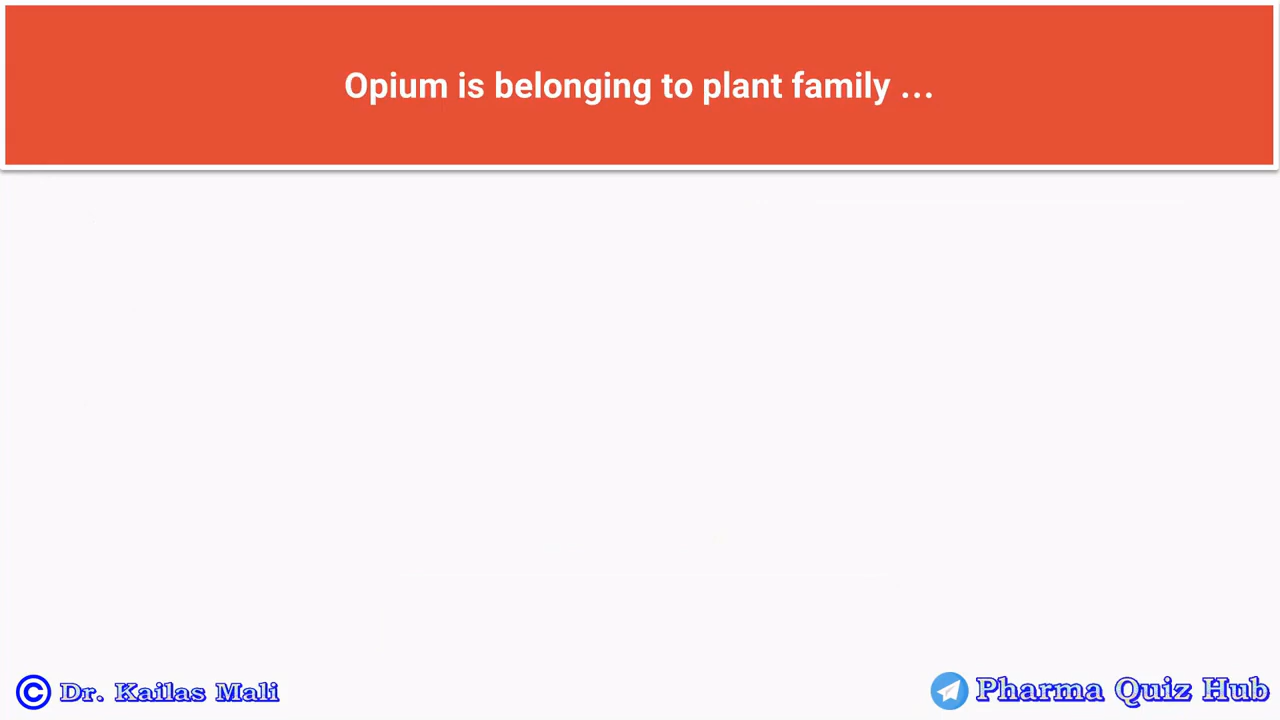 Opium is belonging to plant family ...
© Dr. Kailas Mali
Pharma Quiz Hub